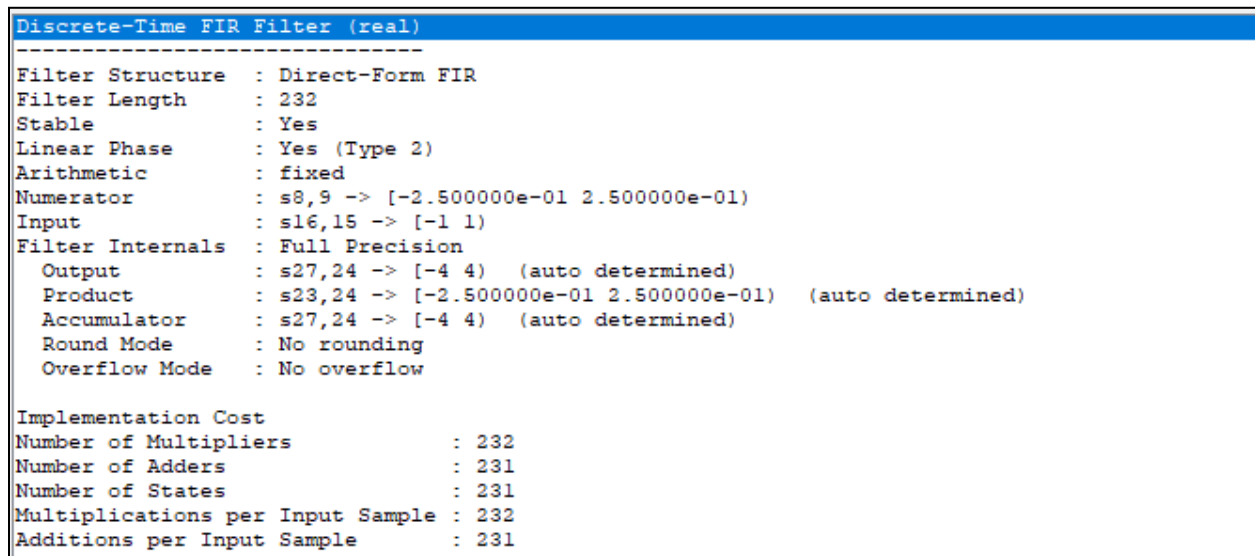 Discrete-Time FIR Filter (real)
-------------------------------
Filter Structure  : Direct-Form FIR
Filter Length     : 232
Stable            : Yes
Linear Phase      : Yes (Type 2)
Arithmetic        : fixed
Numerator         : s8,9 -> [-2.500000e-01 2.500000e-01)
Input             : s16,15 -> [-1 1)
Filter Internals  : Full Precision
  Output          : s27,24 -> [-4 4)  (auto determined)
  Product         : s23,24 -> [-2.500000e-01 2.500000e-01)  (auto determined)
  Accumulator     : s27,24 -> [-4 4)  (auto determined)
  Round Mode      : No rounding
  Overflow Mode   : No overflow

Implementation Cost
Number of Multipliers            : 232
Number of Adders                 : 231
Number of States                 : 231
Multiplications per Input Sample : 232
Additions per Input Sample       : 231